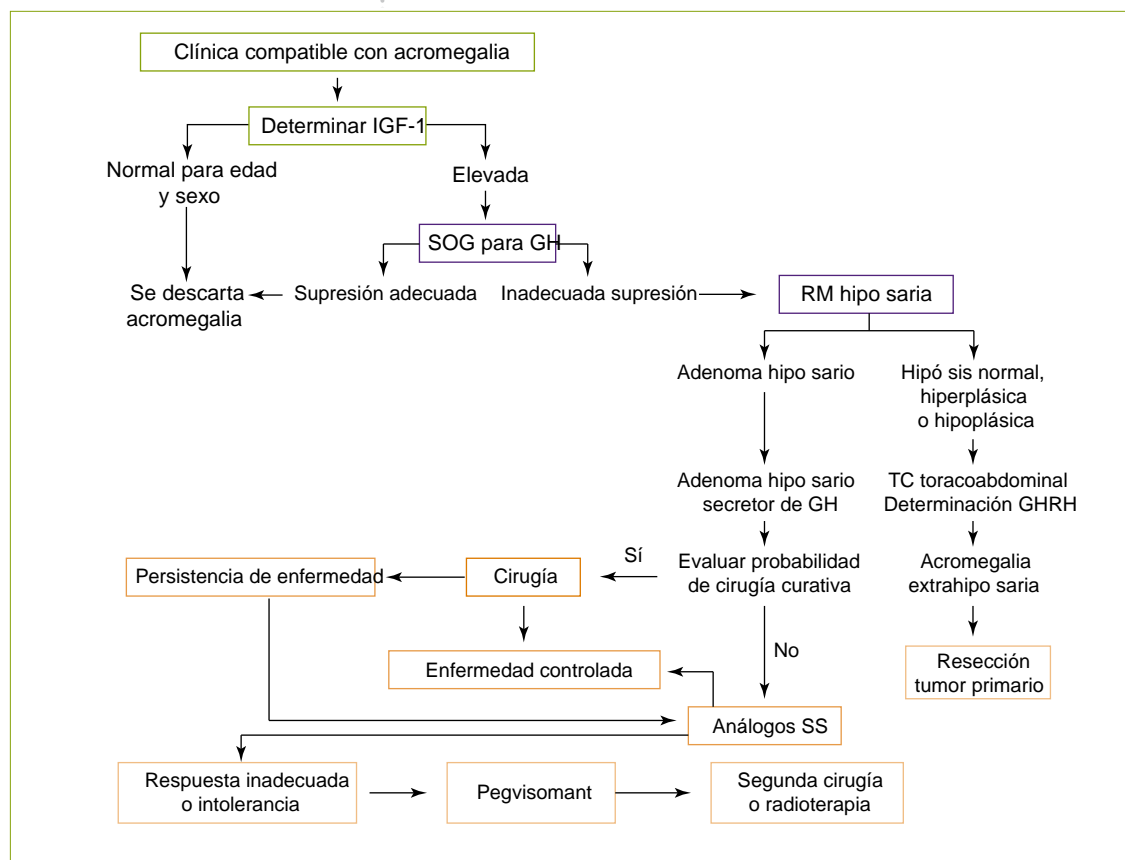 Clínica compatible con acromegalia
Determinar IGF-1
Normal para edad
y sexo
Elevada
SOG para GH
Se descarta
acromegalia
Supresión adecuada
Inadecuada supresión
RM hipo saria
Adenoma hipo sario
Hipó sis normal,
hiperplásica
o hipoplásica
Adenoma hipo sario
secretor de GH
TC toracoabdominal
Determinación GHRH
Persistencia de enfermedad
Cirugía
Sí
Evaluar probabilidad
de cirugía curativa
Acromegalia
extrahipo saria
Enfermedad controlada
No
Resección
tumor primario
Análogos SS
Respuesta inadecuada
o intolerancia
Pegvisomant
Segunda cirugía
o radioterapia